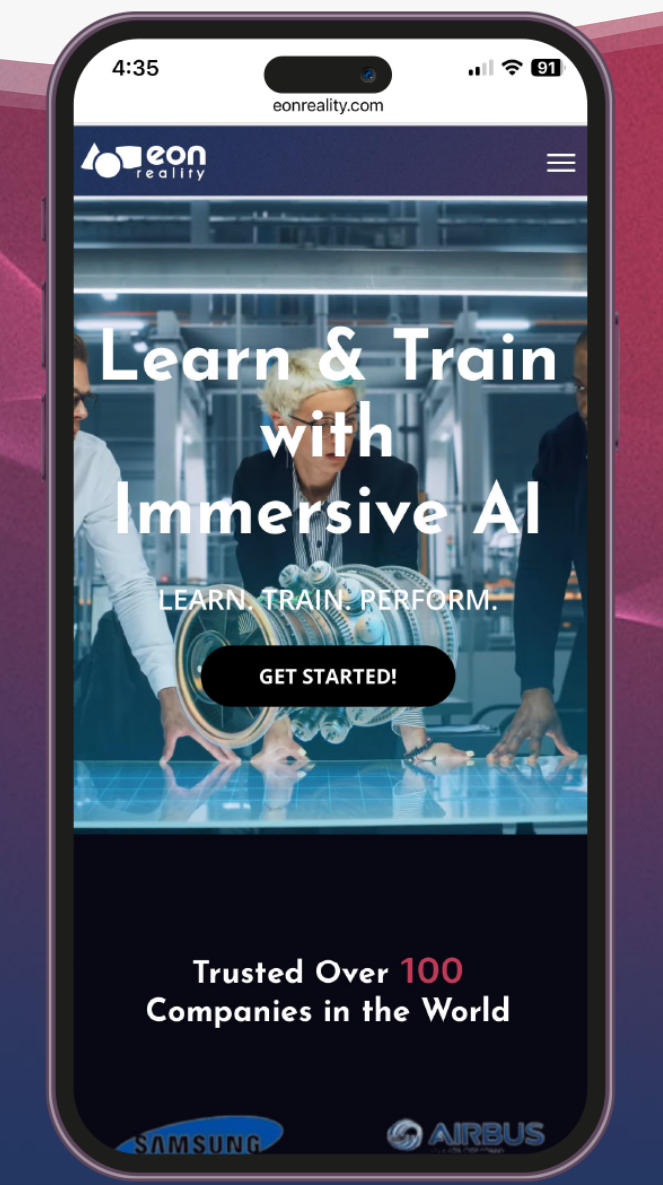 4:35
91
eonreality.com
eon
reality
Learn & Train
with
Immersive AI
LEARN. TRAIN. PERFORM.
GET STARTED!
Trusted Over 100
Companies in the World
SAMSUNG
AIRBUS